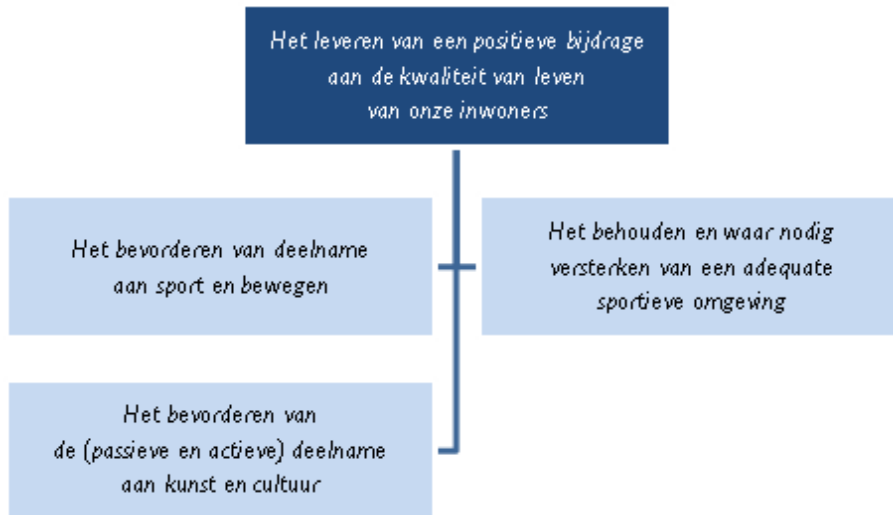 Het leveren van een positieve bijdrage
aan de kwaliteit van leven
van onze inwoners
Het bevorderen van deelname
aan sport en bewegen
Het behouden en waar nodig
versterken van een adequate
sportieve omgeving
Het bevorderen van
de (passieve en actieve) deelname
aan kunst en cultuur